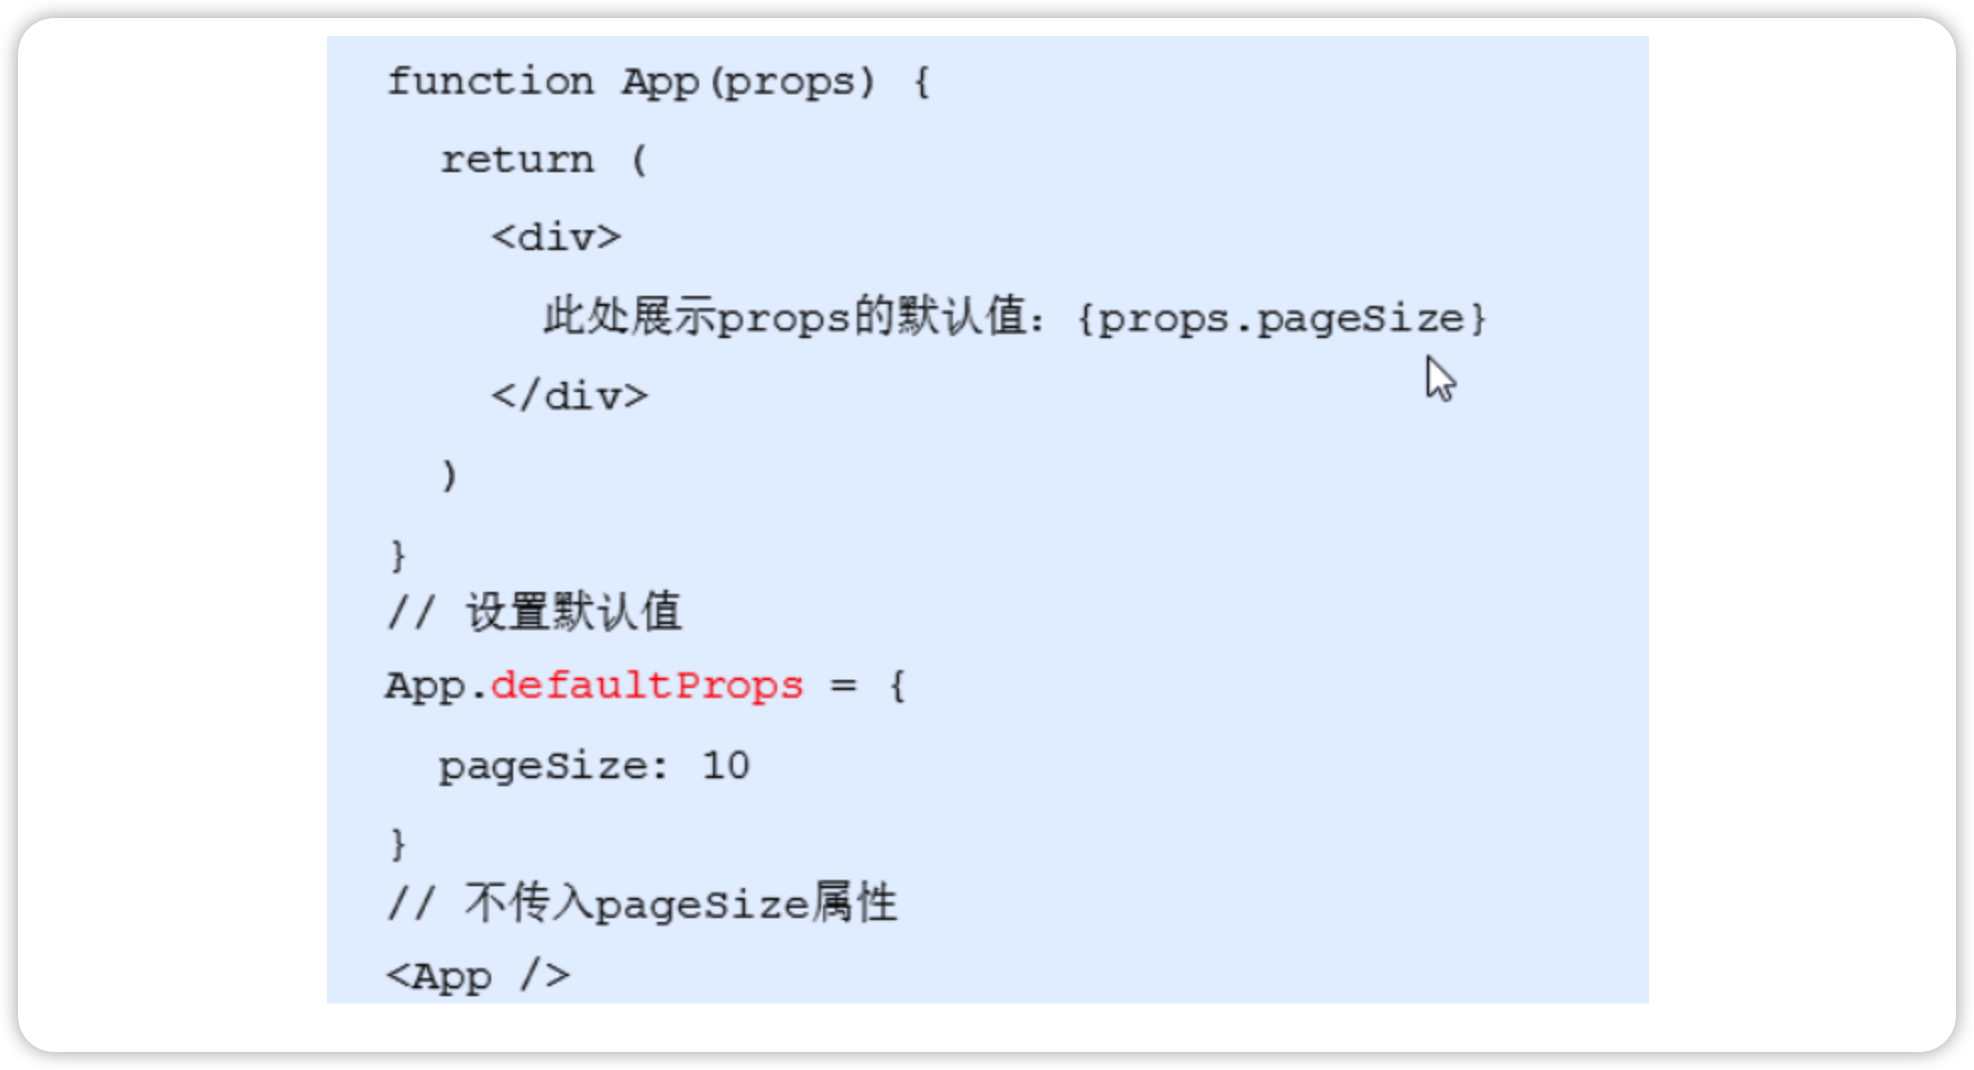 function App(props) {
return (
<div>
此处展示props的默认值：{props.pageSize}
</div>
)
}
// 设置默认值
App.defaultProps = {
pageSize: 10
}
// 不传入pageSize属性
<App />